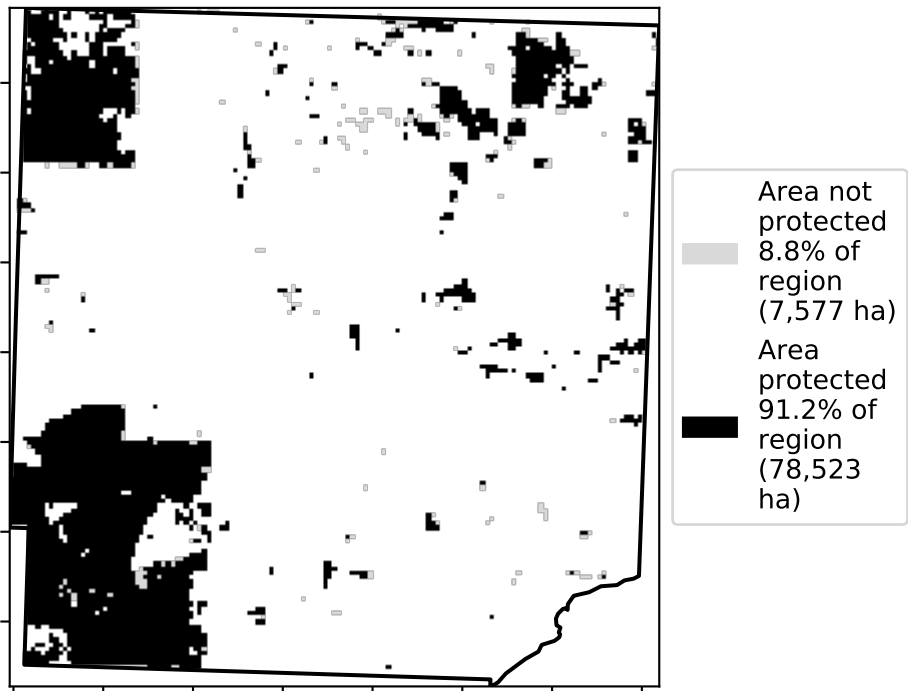 Area not
protected
8.8% of
region
(7,577 ha)
Area
protected
91.2% of
region
(78,523
ha)